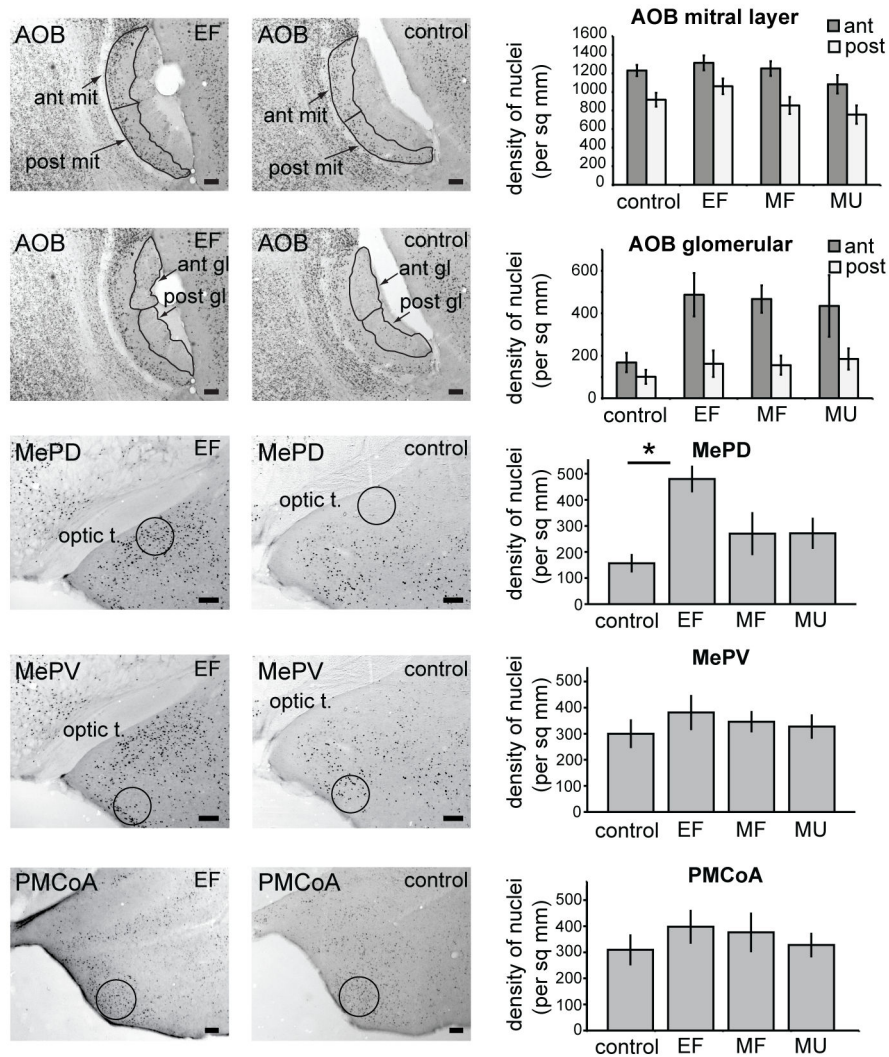 AOB EF
ant mit
post mit
AOB control
ant mit
post mit
AOB mitral layer
ant
post
density of nuclei
(per sq mm)
1600
1400
1200
1000
800
600
400
200
0
control EF MF MU
AOB EF
ant gl
post gl
AOB control
ant gl
post gl
AOB glomerular
ant
post
density of nuclei
(per sq mm)
600
400
200
0
control EF MF MU
MePD EF
optic t.
MePD control
optic t.
MePD
*
density of nuclei
(per sq mm)
500
400
300
200
100
0
control EF MF MU
MePV EF
optic t.
MePV control
optic t.
MePV
density of nuclei
(per sq mm)
500
400
300
200
100
0
control EF MF MU
PMCoA EF
PMCoA control
PMCoA
density of nuclei
(per sq mm)
500
400
300
200
100
0
control EF MF MU